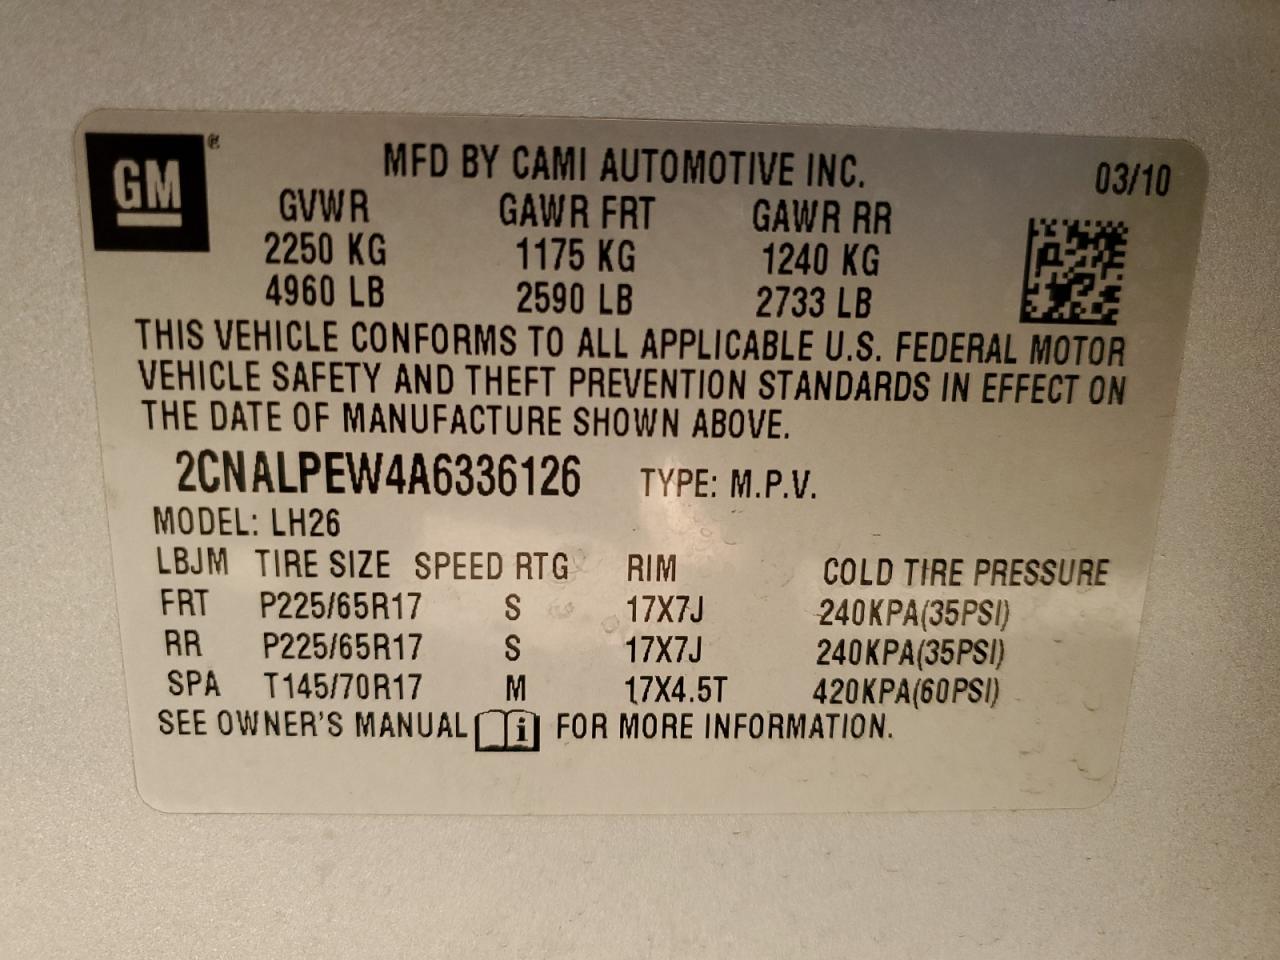 GM®
MFD BY CAMI AUTOMOTIVE INC. 03/10
GVWR GAWR FRT GAWR RR
2250 KG 1175 KG 1240 KG
4960 LB 2590 LB 2733 LB
THIS VEHICLE CONFORMS TO ALL APPLICABLE U.S. FEDERAL MOTOR
VEHICLE SAFETY AND THEFT PREVENTION STANDARDS IN EFFECT ON
THE DATE OF MANUFACTURE SHOWN ABOVE.
2CNALPEW4A6336126 TYPE: M.P.V.
MODEL: LH26
LBJM TIRE SIZE SPEED RTG RIM COLD TIRE PRESSURE
FRT P225/65R17 S 17X7J 240KPA(35PSI)
RR P225/65R17 S 17X7J 240KPA(35PSI)
SPA T145/70R17 M 17X4.5T 420KPA(60PSI)
SEE OWNER'S MANUAL i FOR MORE INFORMATION.